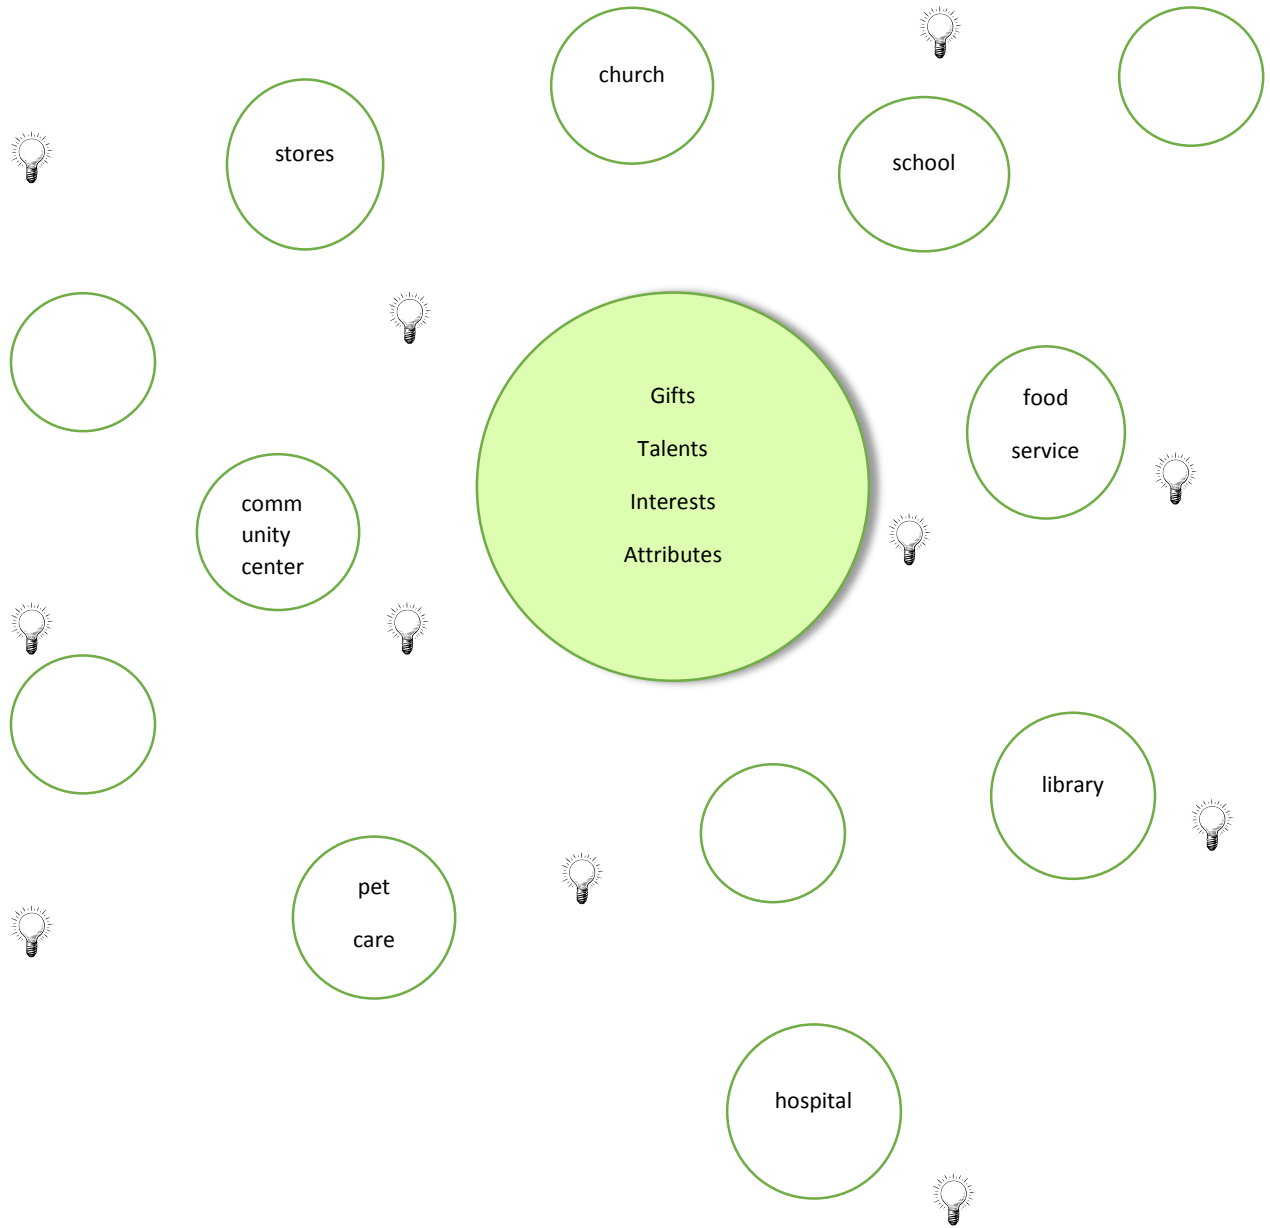 church
stores
school
Gifts
Talents
Interests
Attributes
food
service
comm
unity
center
library
pet
care
hospital